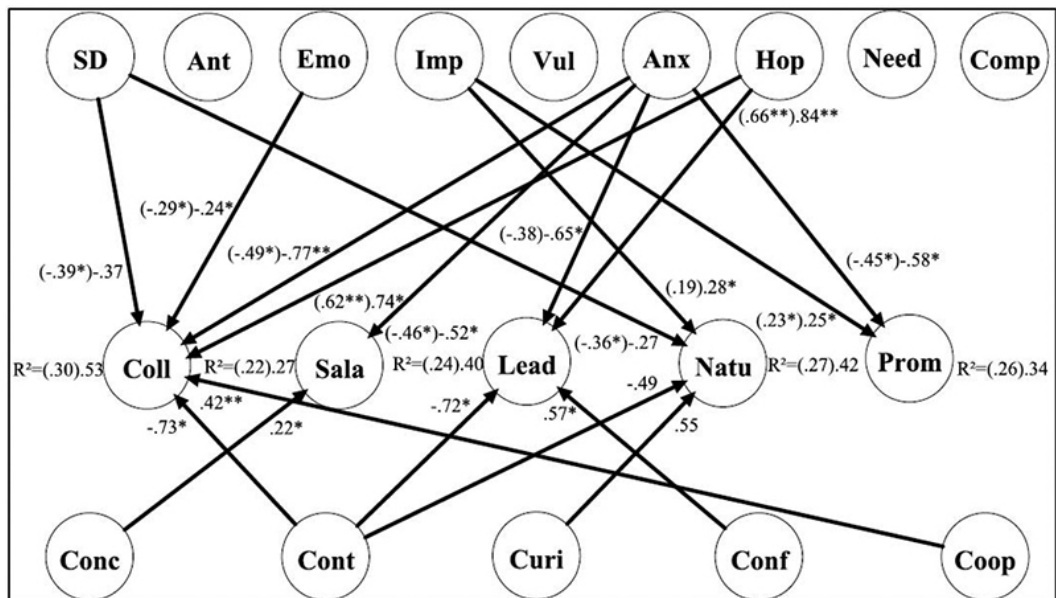 SD Ant Emo Imp Vul Anx Hop Need Comp
(.66**).84**
(-.29*)-.24*
(-.49*)-.77**
(-.38)-.65*
(-.45*)-.58*
(-.39*)-.37
(.62**).74*
(.19).28*
(-.46*)-.52*
(-.36*)-.27
(.23*).25*
R²=(.30).53 Coll R²=(.22).27 Sala R²=(.24).40 Lead Natu R²=(.27).42 Prom R²=(.26).34
.42** -.72* .57* -.49
-.73* .22* .55
Conc Cont Curi Conf Coop